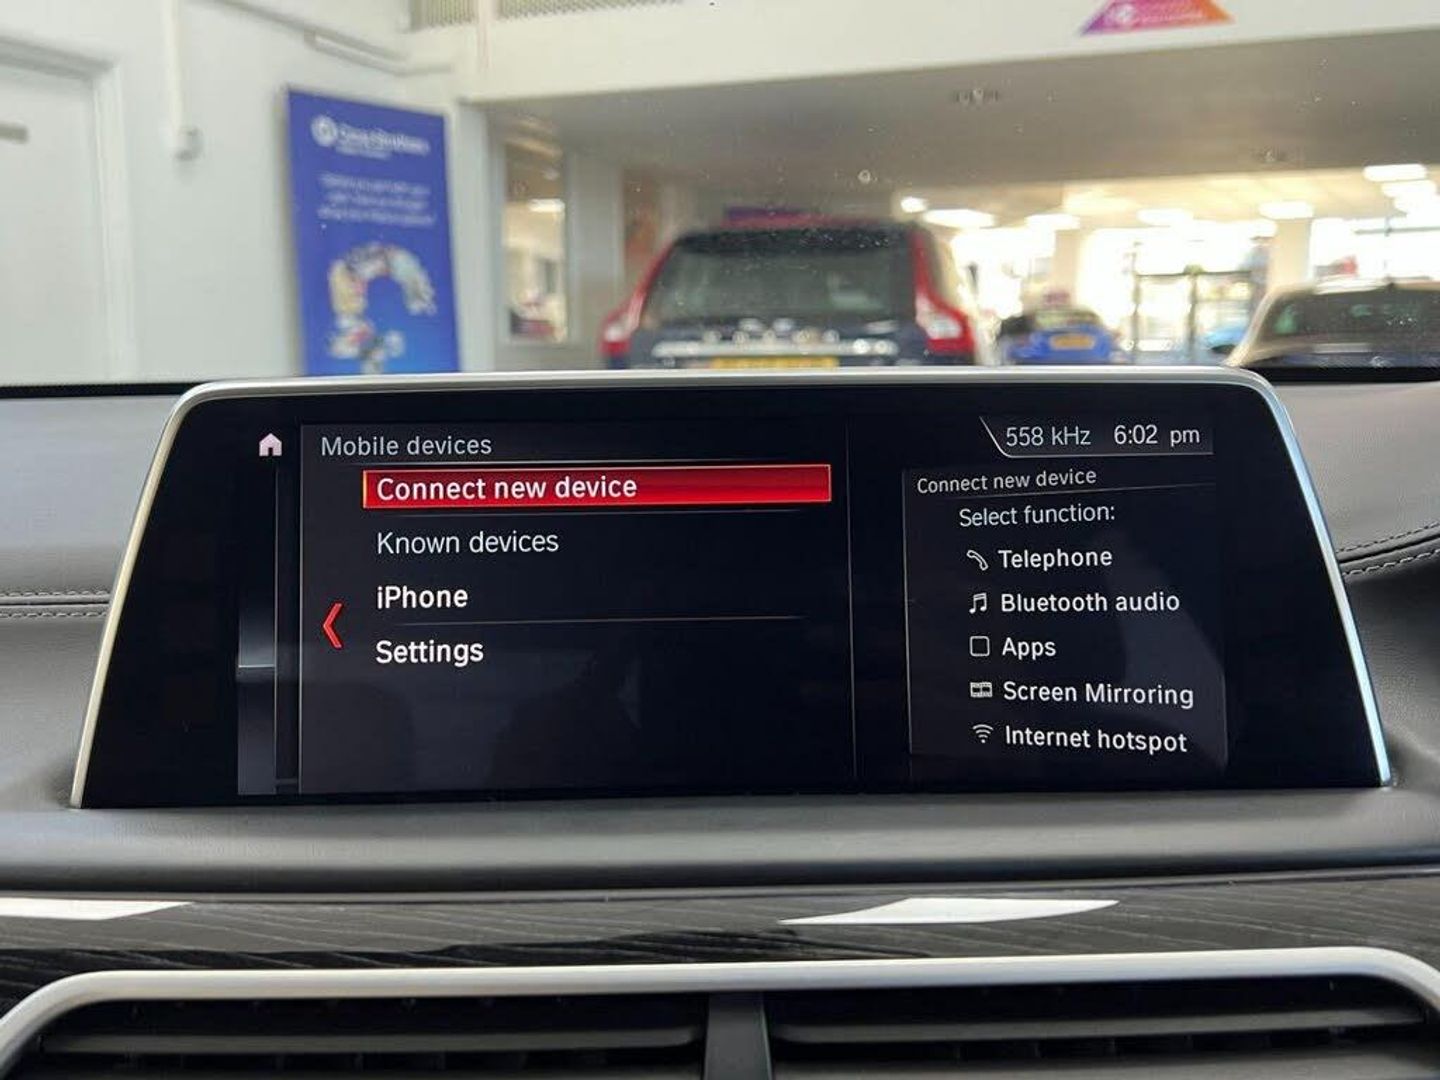 Mobile devices
Connect new device
Known devices
iPhone
Settings
558 kHz 6:02 pm
Connect new device
Select function:
Telephone
Bluetooth audio
Apps
Screen Mirroring
Internet hotspot